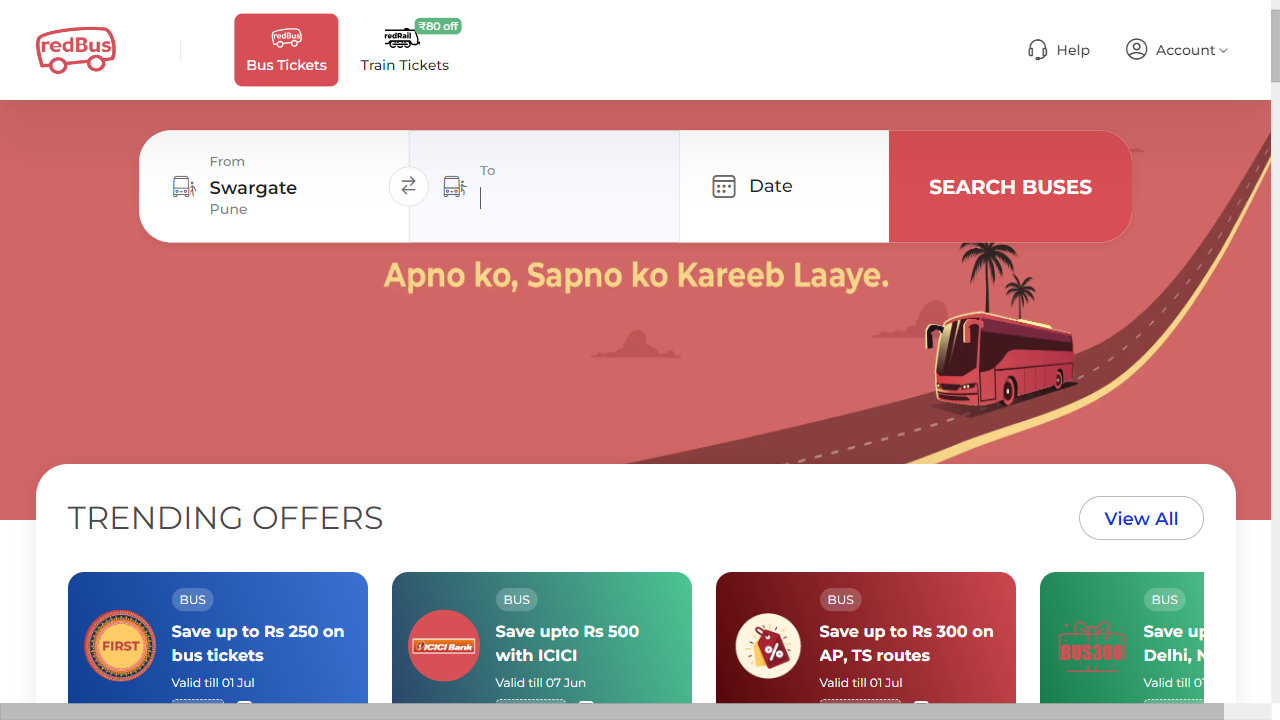 redBus
redBus
Bus Tickets
redRail
₹80 off
Train Tickets
Help
Account
From
Swargate
Pune
To
Date
SEARCH BUSES
Apno ko, Sapno ko Kareeb Laaye.
TRENDING OFFERS
View All
BUS
FIRST
Save up to Rs 250 on
bus tickets
Valid till 01 Jul
BUS
ICICI Bank
Save upto Rs 500
with ICICI
Valid till 07 Jun
BUS
Save up to Rs 300 on
AP, TS routes
Valid till 01 Jul
BUS
BUS300
Save up
Delhi,
Valid till